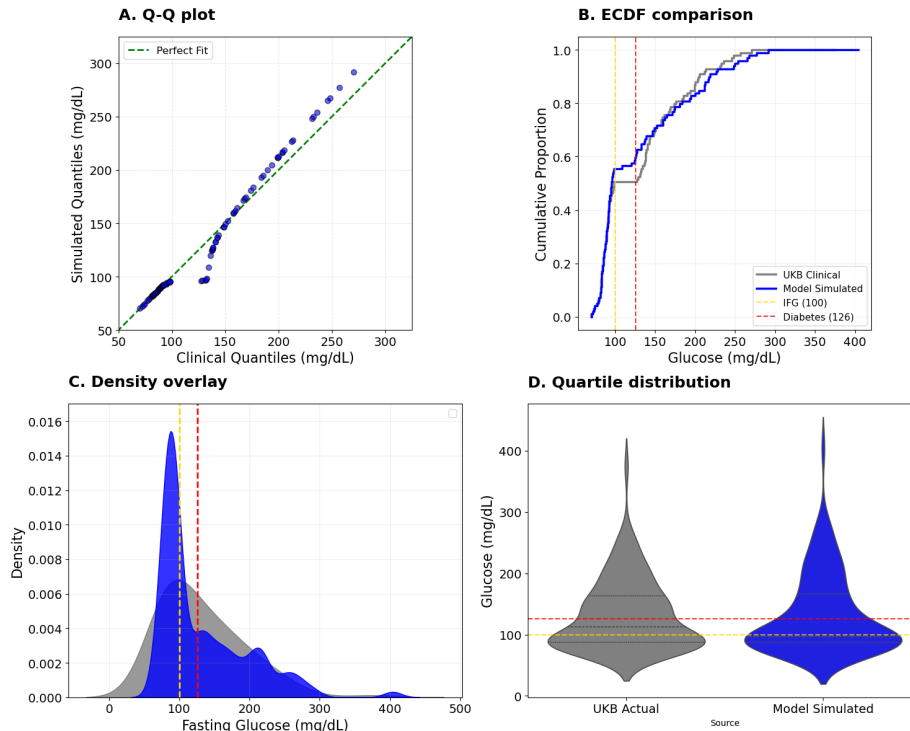 A. Q-Q plot
Perfect Fit
300
250
200
150
100
50
50 100 150 200 250 300
Simulated Quantiles (mg/dL)
Clinical Quantiles (mg/dL)
B. ECDF comparison
1.0
0.8
0.6
0.4
0.2
0.0
100 150 200 250 300 350 400
Cumulative Proportion
Glucose (mg/dL)
UKB Clinical
Model Simulated
IFG (100)
Diabetes (126)
C. Density overlay
0.016
0.014
0.012
0.010
0.008
0.006
0.004
0.002
0.000
0 100 200 300 400 500
Density
Fasting Glucose (mg/dL)
D. Quartile distribution
400
300
200
100
0
Glucose (mg/dL)
UKB Actual Model Simulated
Source